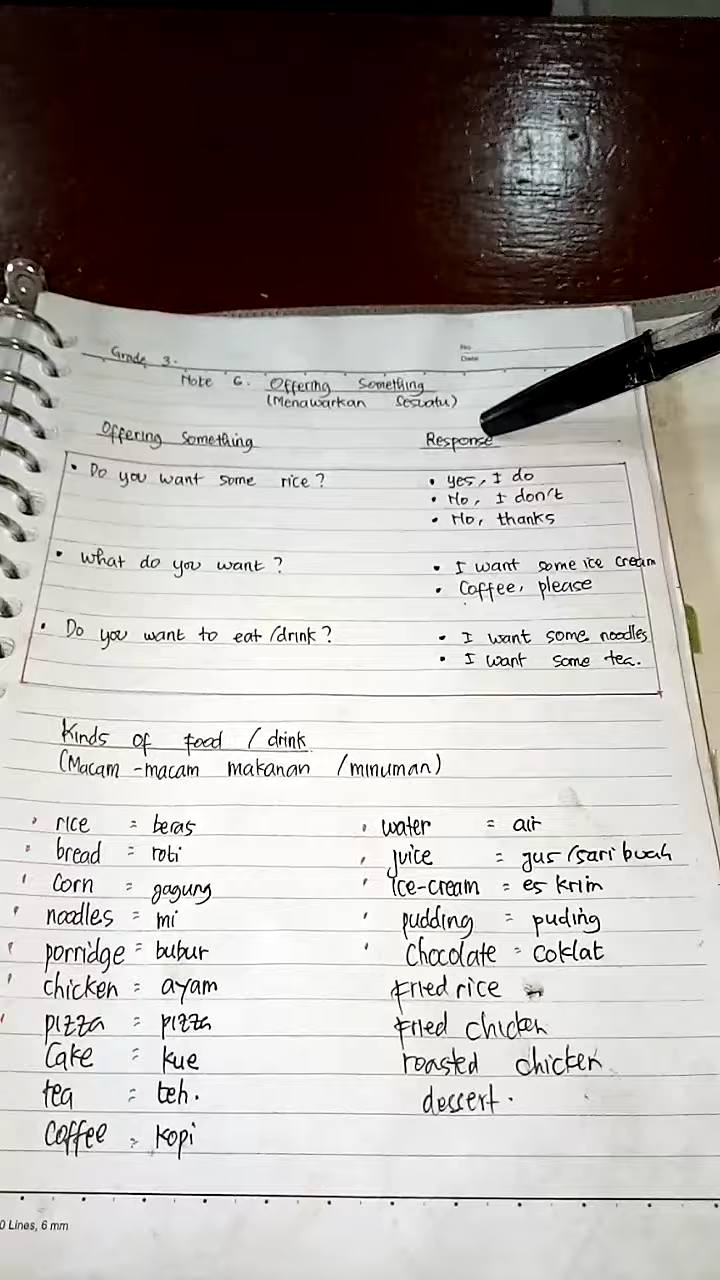 Grade 3.
No
Date
Note 6. Offering Something
(Menawarkan Sesuatu)
Offering Something
Response
• Do you want some rice?
• Yes, I do
• No, I don't
• No, thanks
• What do you want?
• I want some ice cream
• Coffee, please
• Do you want to eat/drink?
• I want some noodles
• I want some tea.
Kinds of food / drink
(Macam-macam makanan /minuman)
rice = beras
bread = roti
corn = gagung
noodles = mi
porridge = bubur
chicken = ayam
pizza = pizza
Cake = kue
tea = teh.
Coffee = kopi
water = air
juice = jus/sari buah
ice-cream = es krim
pudding = puding
chocolate = coklat
Fried rice
Fried chicken
roasted chicken
dessert.
0 Lines, 6 mm